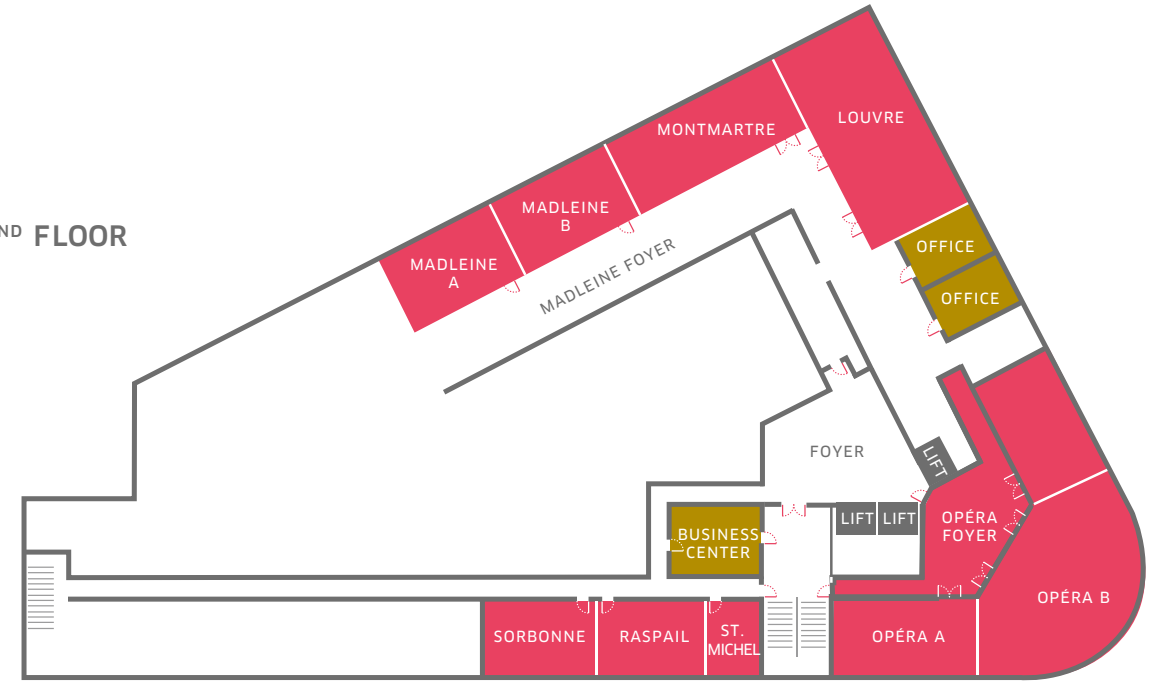 ND FLOOR
LOUVRE
MONTMARTRE
MADLEINE
B
MADLEINE
A
MADLEINE FOYER
OFFICE
OFFICE
FOYER
LIFT
LIFT
LIFT
OPÉRA
FOYER
BUSINESS
CENTER
OPÉRA B
SORBONNE
RASPAIL
ST.
MICHEL
OPÉRA A